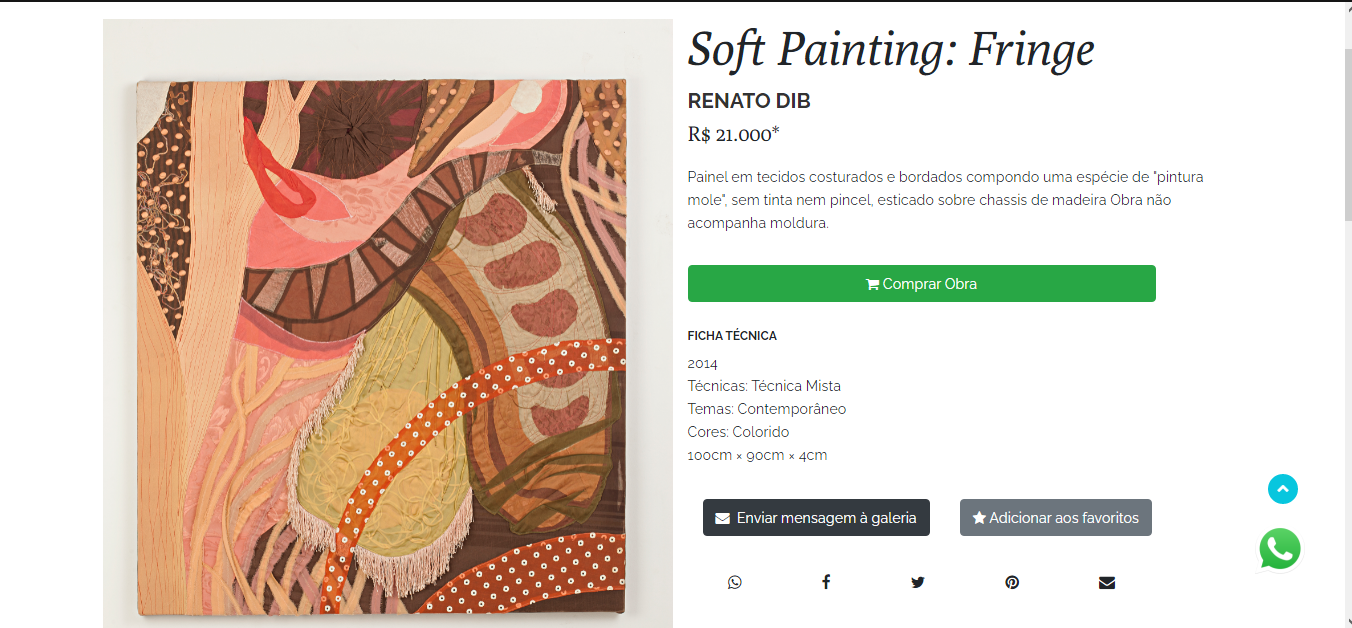 Soft Painting: Fringe
RENATO DIB
R$ 21.000*
Painel em tecidos costurados e bordados compondo uma espécie de "pintura
mole", sem tinta nem pincel, esticado sobre chassis de madeira Obra não
acompanha moldura.
Comprar Obra
FICHA TÉCNICA
2014
Técnicas: Técnica Mista
Temas: Contemporâneo
Cores: Colorido
100cm × 90cm × 4cm
Enviar mensagem à galeria
Adicionar aos favoritos